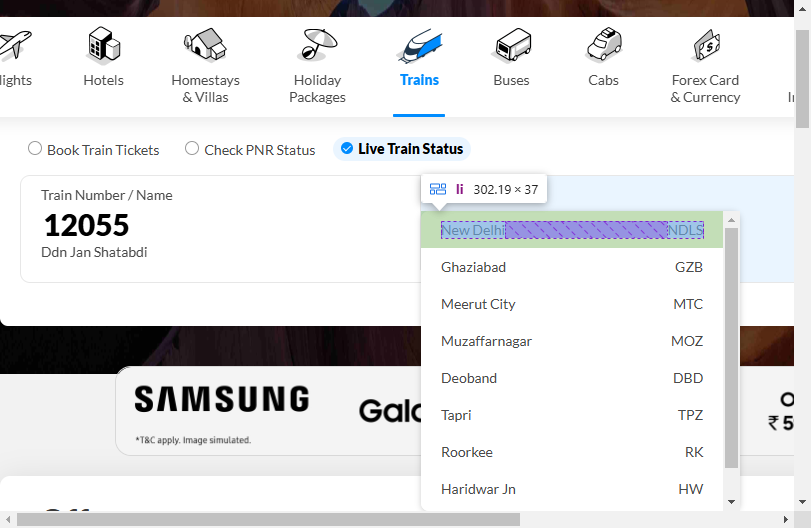 lights
Hotels
Homestays
& Villas
Holiday
Packages
Trains
Buses
Cabs
Forex Card
& Currency
Book Train Tickets
Check PNR Status
Live Train Status
Train Number / Name
12055
Ddn Jan Shatabdi
li 302.19 × 37
New Delhi NDLS
Ghaziabad GZB
Meerut City MTC
Muzaffarnagar MOZ
Deoband DBD
Tapri TPZ
Roorkee RK
Haridwar Jn HW
SAMSUNG
*T&C apply. Image simulated.
₹5